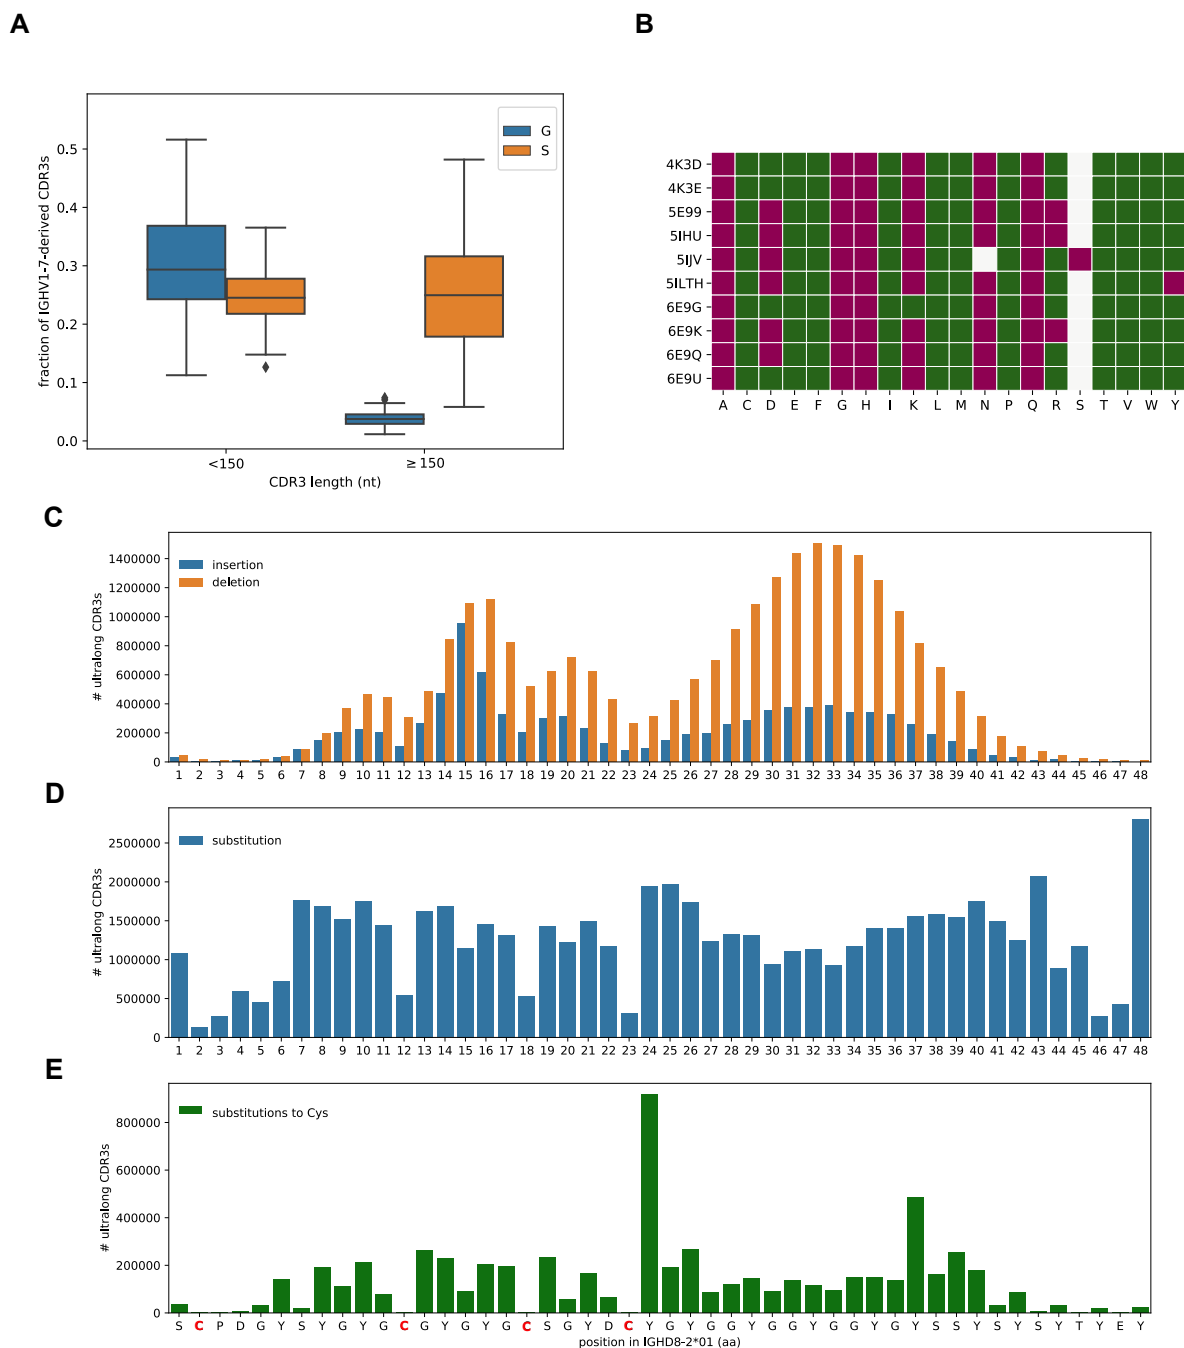 A
B
fraction of IGHV1-7-derived CDR3s
0.5
0.4
0.3
0.2
0.1
0.0
G
S
<150
≥ 150
CDR3 length (nt)
4K3D
4K3E
5E99
5IHU
5IJV
5ILTH
6E9G
6E9K
6E9Q
6E9U
A C D E F G H I K L M N P Q R S T V W Y
C
# ultralong CDR3s
1400000
1200000
1000000
800000
600000
400000
200000
0
insertion
deletion
1 2 3 4 5 6 7 8 9 10 11 12 13 14 15 16 17 18 19 20 21 22 23 24 25 26 27 28 29 30 31 32 33 34 35 36 37 38 39 40 41 42 43 44 45 46 47 48
D
# ultralong CDR3s
2500000
2000000
1500000
1000000
500000
0
substitution
1 2 3 4 5 6 7 8 9 10 11 12 13 14 15 16 17 18 19 20 21 22 23 24 25 26 27 28 29 30 31 32 33 34 35 36 37 38 39 40 41 42 43 44 45 46 47 48
E
# ultralong CDR3s
800000
600000
400000
200000
0
substitutions to Cys
S C P D G Y S Y G Y G C G Y G Y G C S G Y D C Y G Y G G Y G G Y G G Y G Y S S Y S Y S Y T Y E Y
position in IGHD8-2*01 (aa)